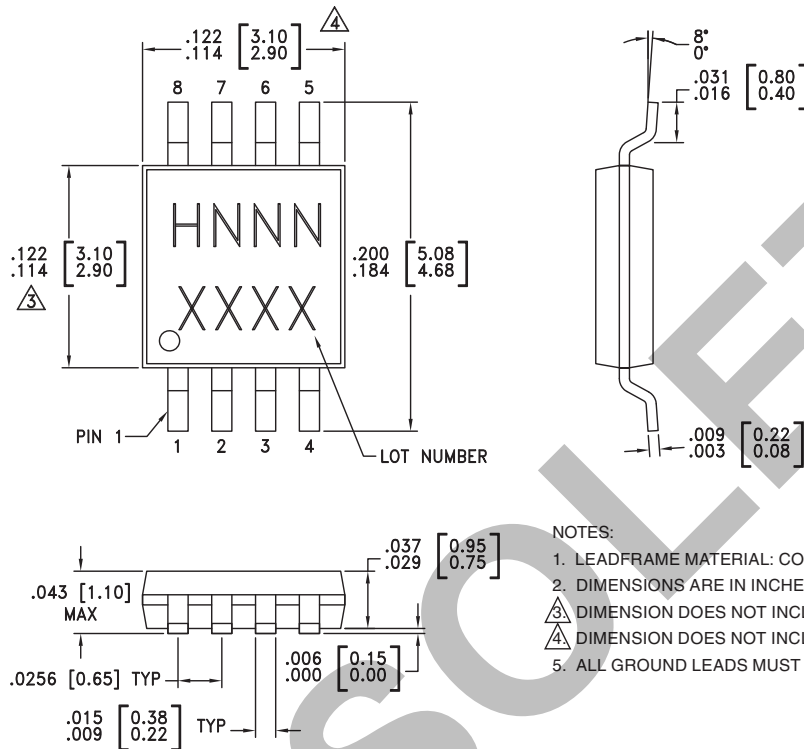 .122 [3.10]
.114 [2.90]
4
8 7 6 5
HNNN
XXXX
.122 [3.10]
.114 [2.90]
3
.200 [5.08]
.184 [4.68]
PIN 1
1 2 3 4
LOT NUMBER
8°
0°
.031 [0.80]
.016 [0.40]
.009 [0.22]
.003 [0.08]
.043 [1.10]
MAX
.037 [0.95]
.029 [0.75]
.0256 [0.65] TYP
.006 [0.15]
.000 [0.00]
.015 [0.38]
.009 [0.22]
TYP
NOTES:
1. LEADFRAME MATERIAL: CO
2. DIMENSIONS ARE IN INCHE
3. DIMENSION DOES NOT INCL
4. DIMENSION DOES NOT INCL
5. ALL GROUND LEADS MUST
SOLET